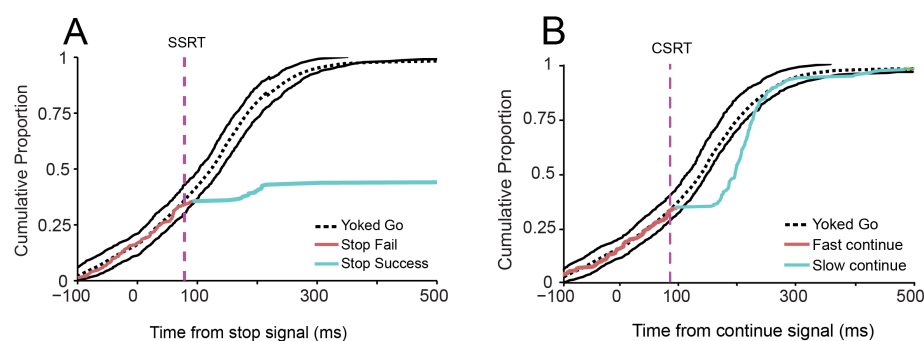 A
SSRT
Cumulative Proportion
1
0.75
0.5
0.25
0
−100
0
100
300
500
Yoked Go
Stop Fail
Stop Success
Time from stop signal (ms)
B
CSRT
Cumulative Proportion
1
0.75
0.5
0.25
0
−100
0
100
300
500
Yoked Go
Fast continue
Slow continue
Time from continue signal (ms)